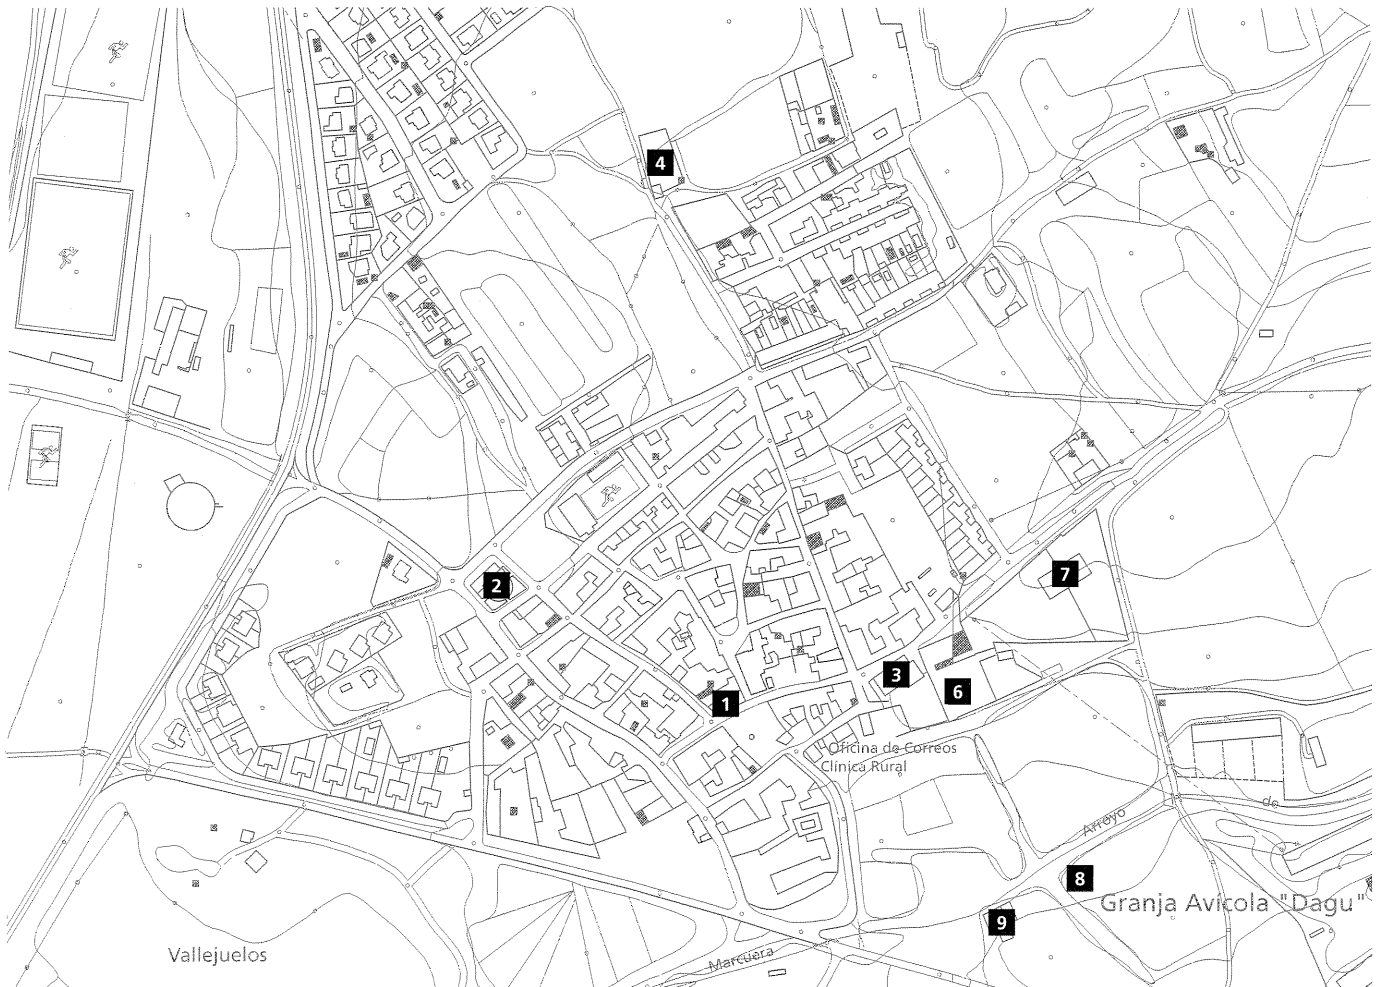 4
2
7
3
6
1
Oficina de Correos
Clínica Rural
de
Arroyo
8
Granja Avícola "Dagu"
9
Vallejuelos
Marcuera